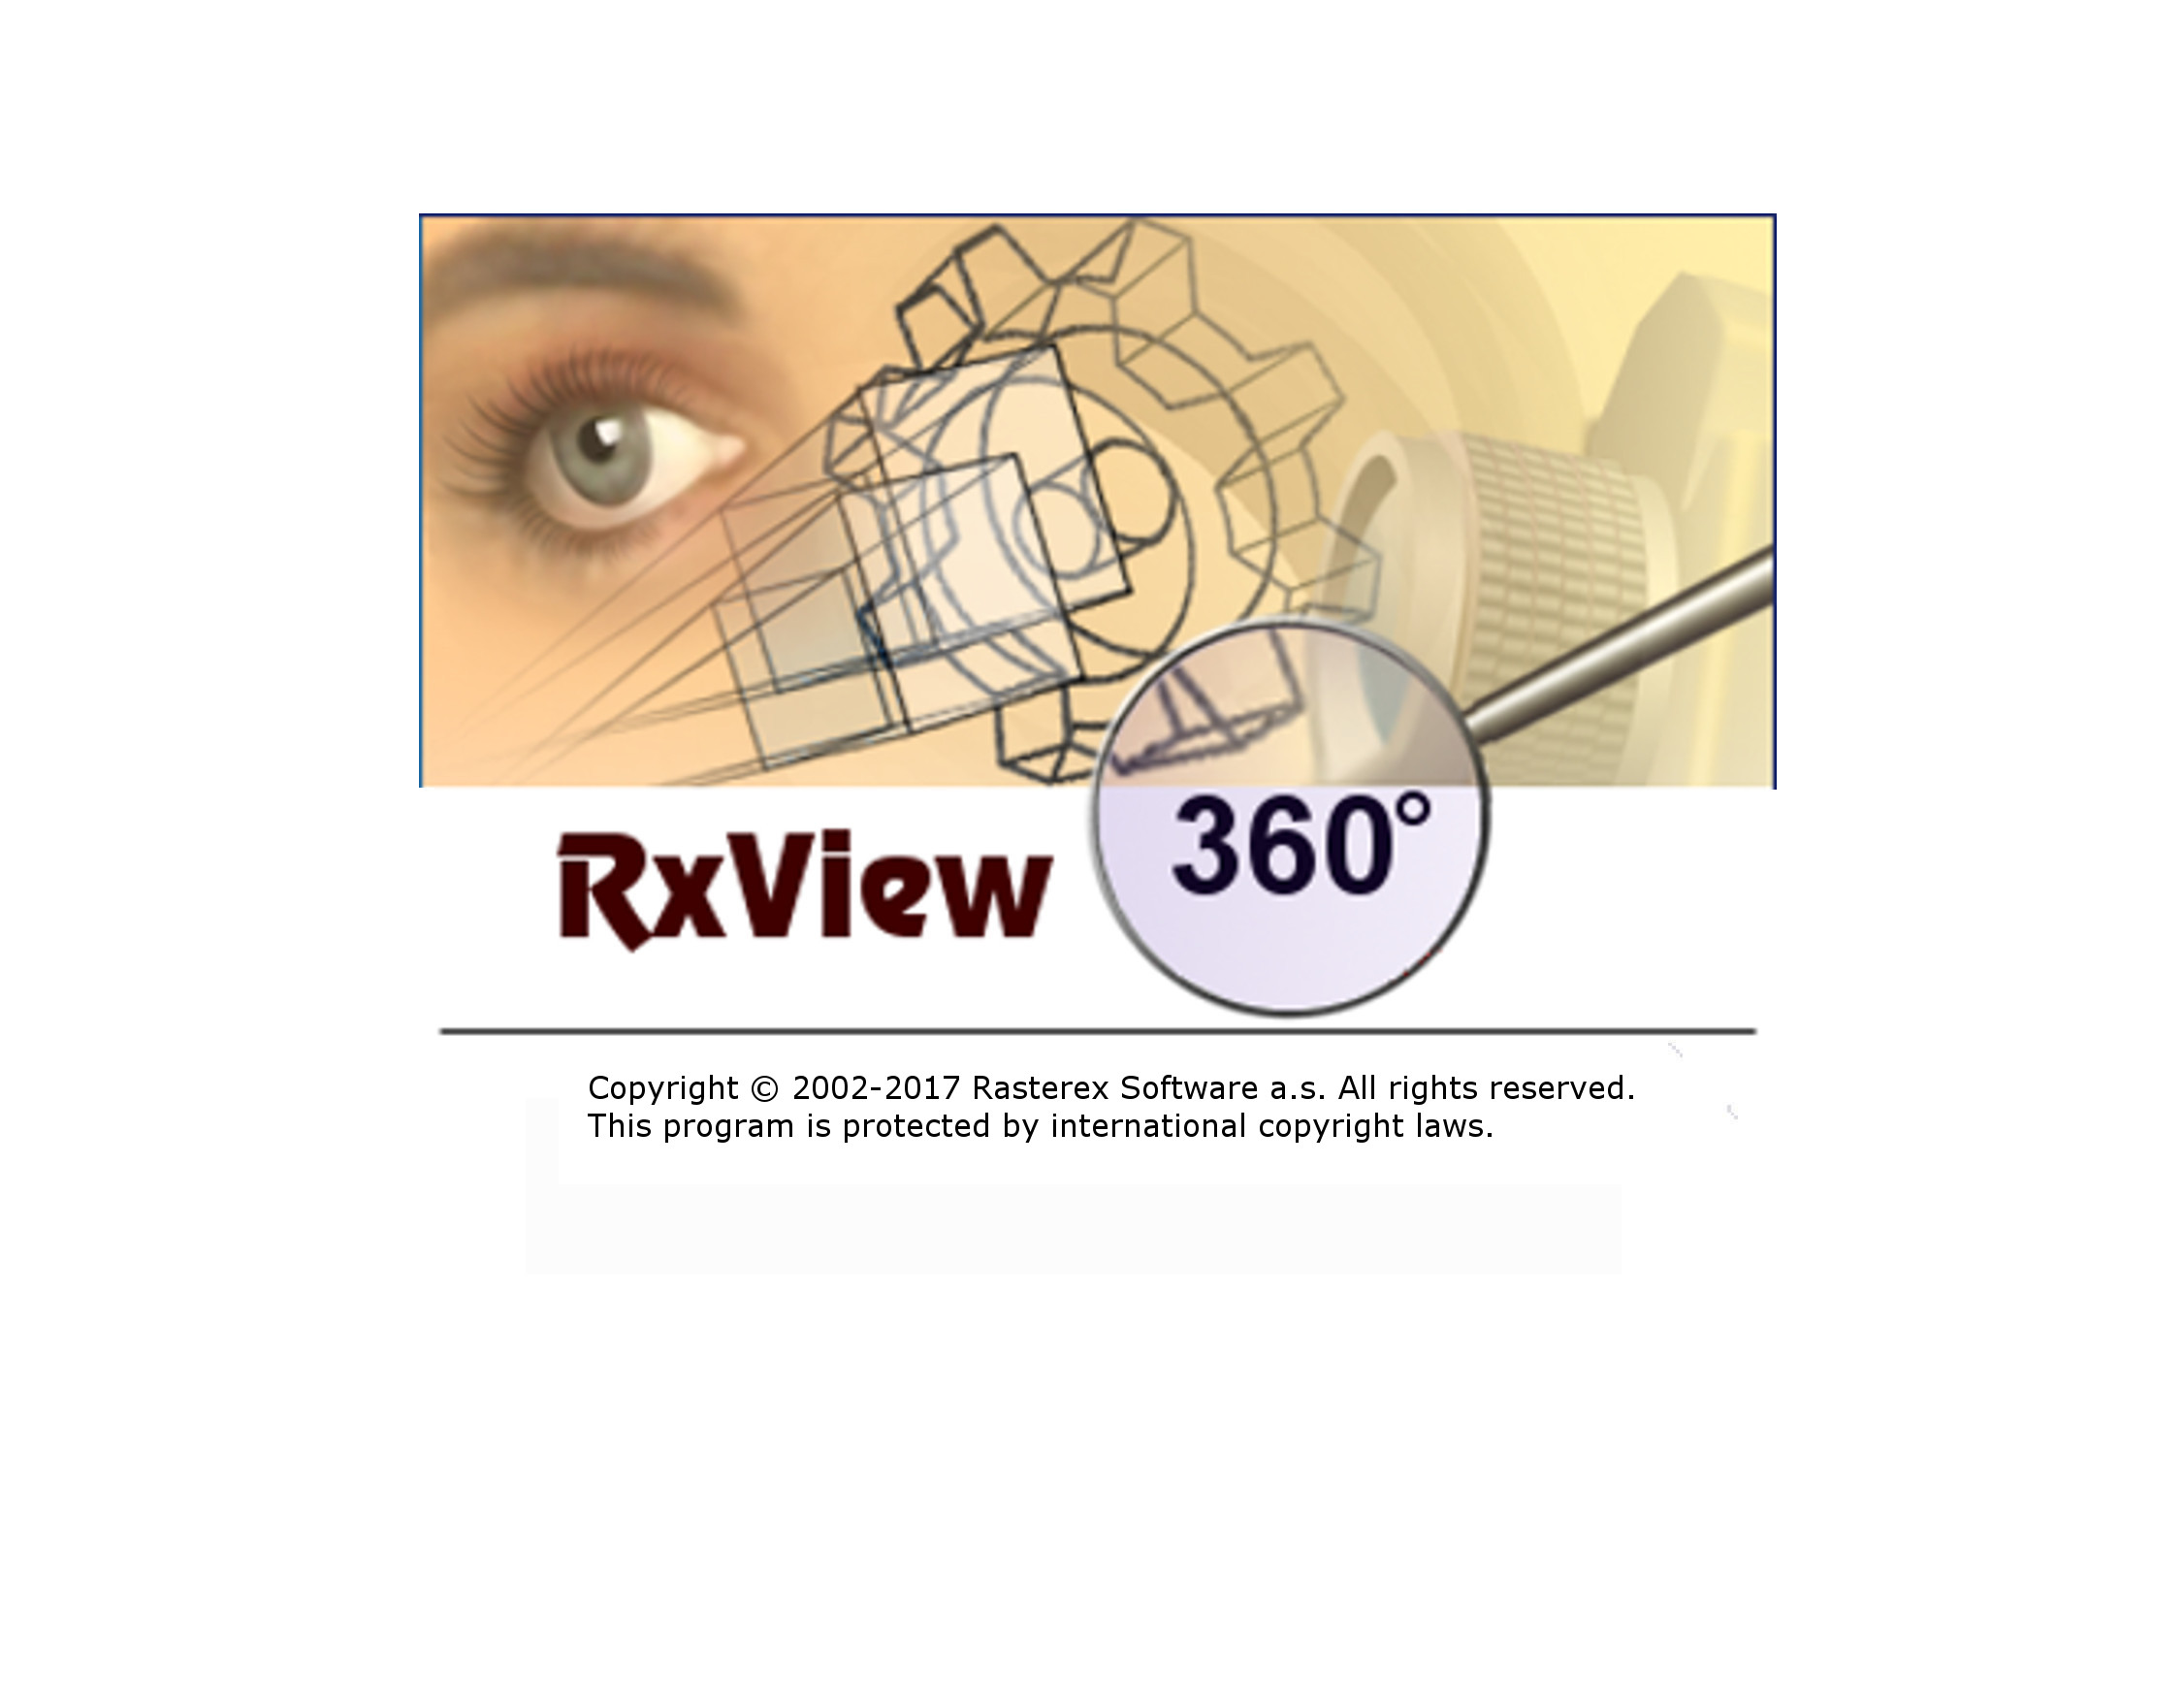 RxView
360°
Copyright © 2002-2017 Rasterex Software a.s. All rights reserved.
This program is protected by international copyright laws.